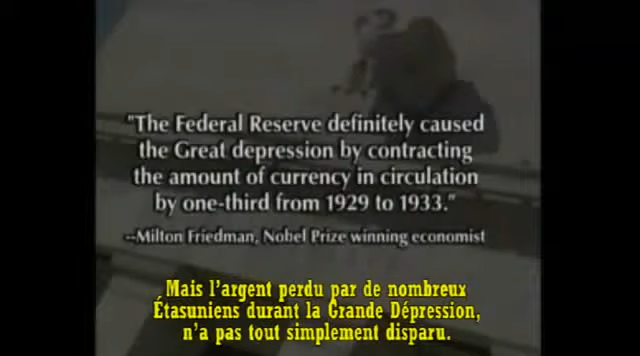 "The Federal Reserve definitely caused
the Great depression by contracting
the amount of currency in circulation
by one-third from 1929 to 1933."
--Milton Friedman, Nobel Prize winning economist
Mais l'argent perdu par de nombreux
Étasuniens durant la Grande Dépression,
n'a pas tout simplement disparu.